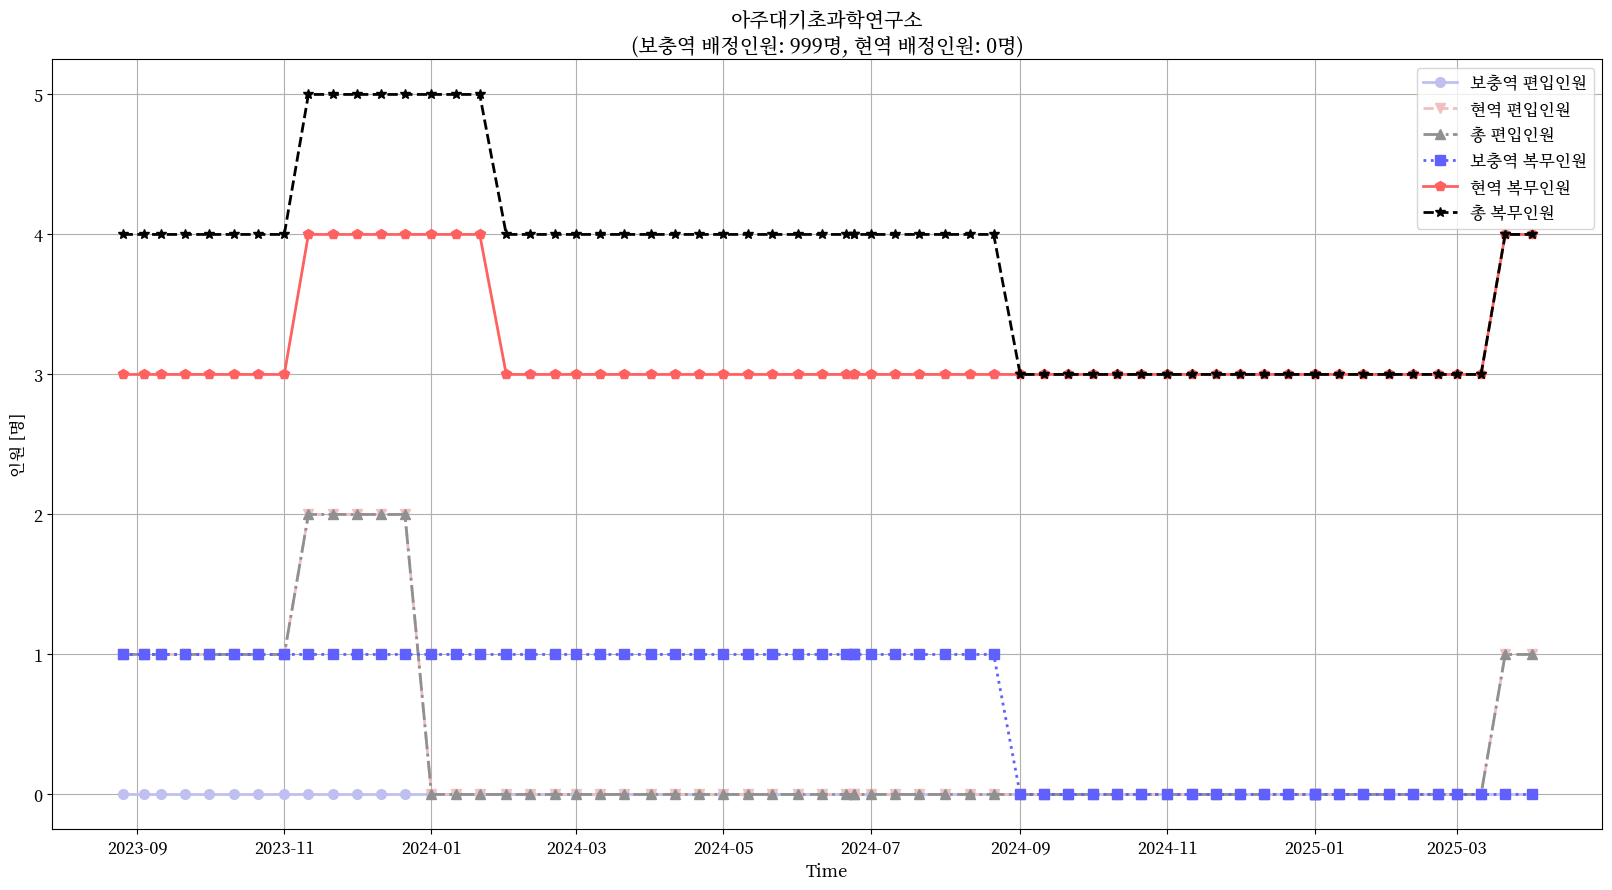 아주대기초과학연구소
(보충역 배정인원: 999명, 현역 배정인원: 0명)
보충역 편입인원
현역 편입인원
총 편입인원
보충역 복무인원
현역 복무인원
총 복무인원
인원 [명]
5
4
3
2
1
0
2023-09 2023-11 2024-01 2024-03 2024-05 2024-07 2024-09 2024-11 2025-01 2025-03
Time